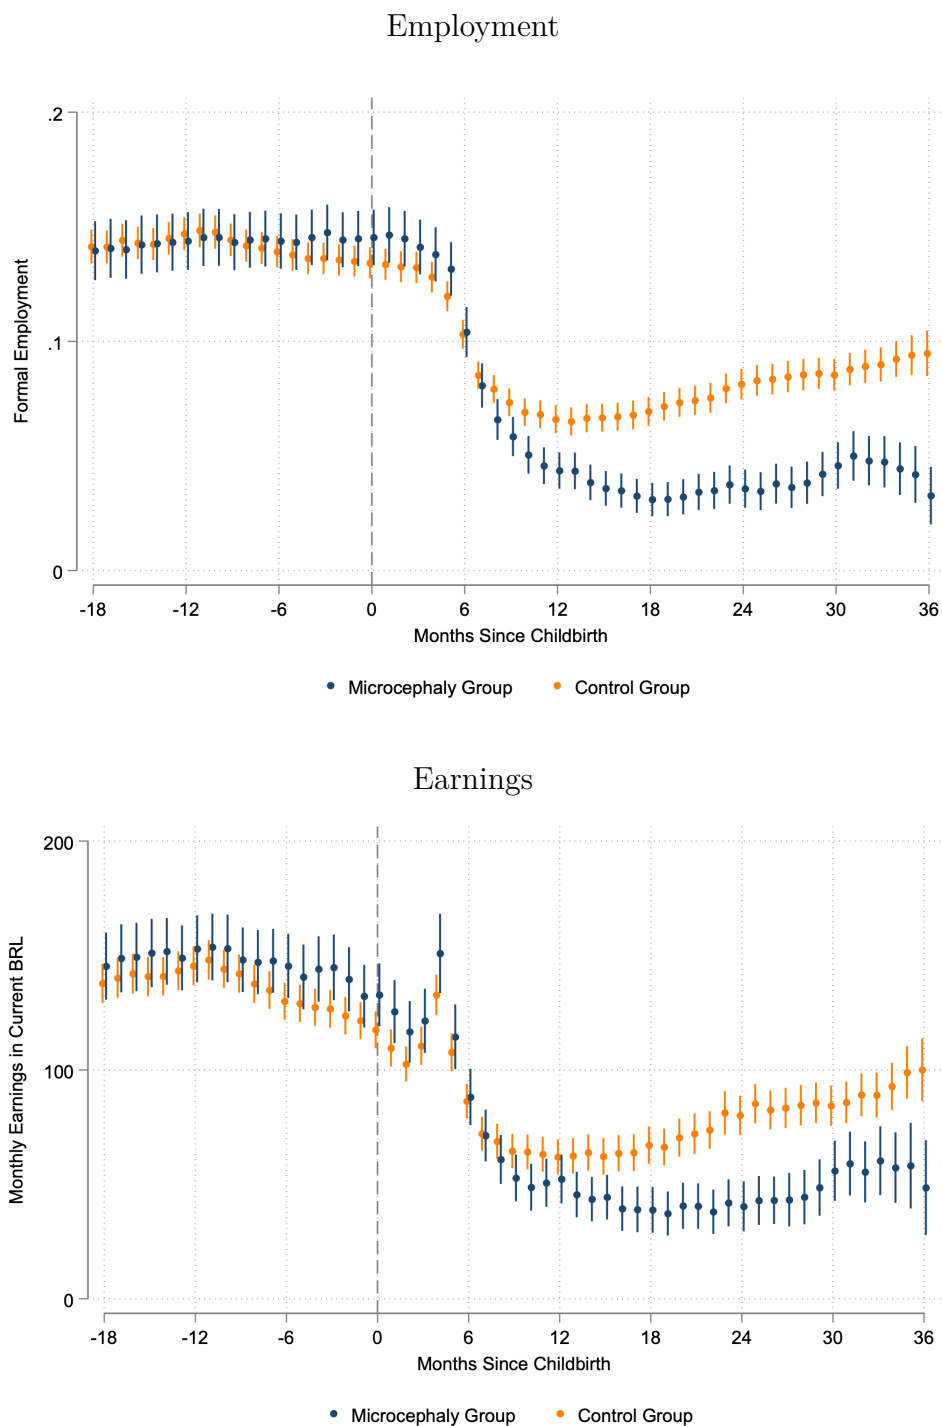 Employment
.2
.1
0
Formal Employment
-18 -12 -6 0 6 12 18 24 30 36
Months Since Childbirth
Microcephaly Group Control Group
Earnings
200
100
0
Monthly Earnings in Current BRL
-18 -12 -6 0 6 12 18 24 30 36
Months Since Childbirth
Microcephaly Group Control Group